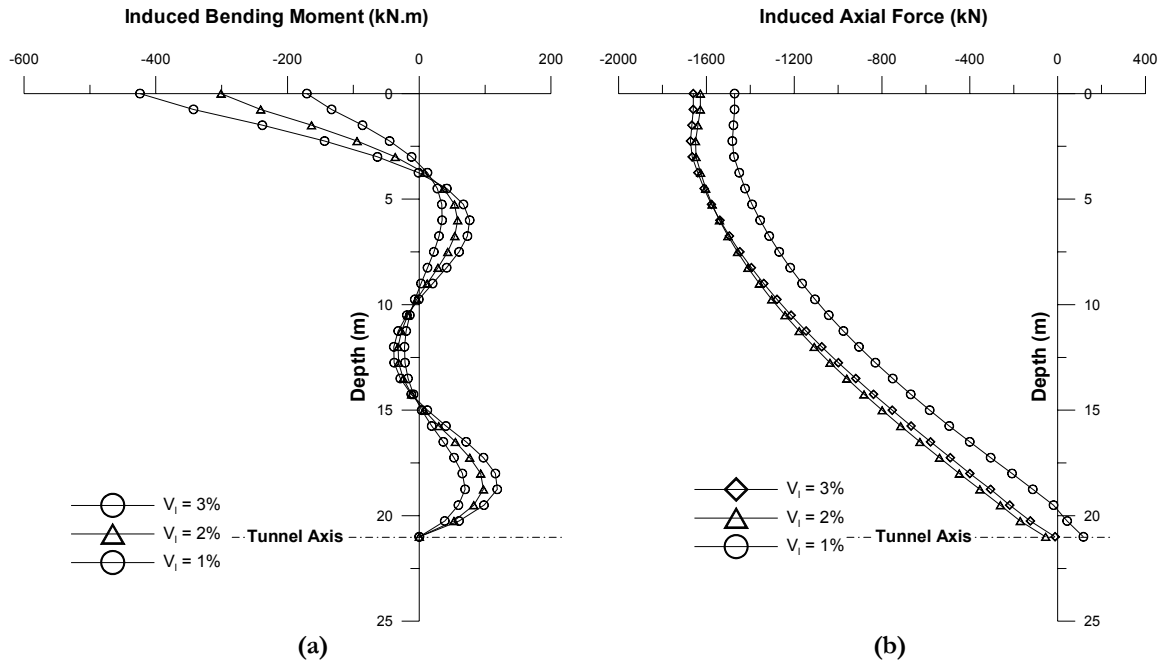 Induced Bending Moment (kN.m)
-600 -400 -200 0 200
0
5
10
15
20
25
Depth (m)
V_l = 3%
V_l = 2%
V_l = 1%
Tunnel Axis
(a)
Induced Axial Force (kN)
-2000 -1600 -1200 -800 -400 0 400
0
5
10
15
20
25
Depth (m)
V_l = 3%
V_l = 2%
V_l = 1%
Tunnel Axis
(b)